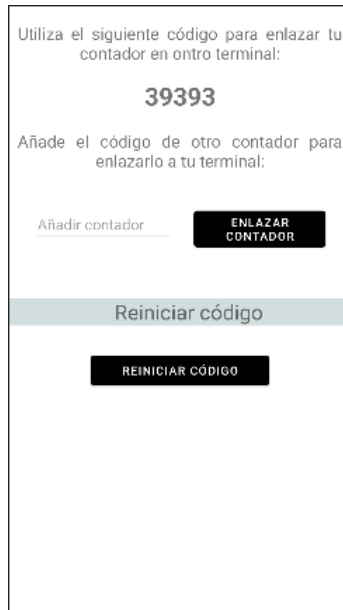 Utiliza el siguiente código para enlazar tu
contador en ontro terminal:
39393
Añade el código de otro contador para
enlazarlo a tu terminal:
Añadir contador
ENLAZAR
CONTADOR
Reiniciar código
REINICIAR CÓDIGO